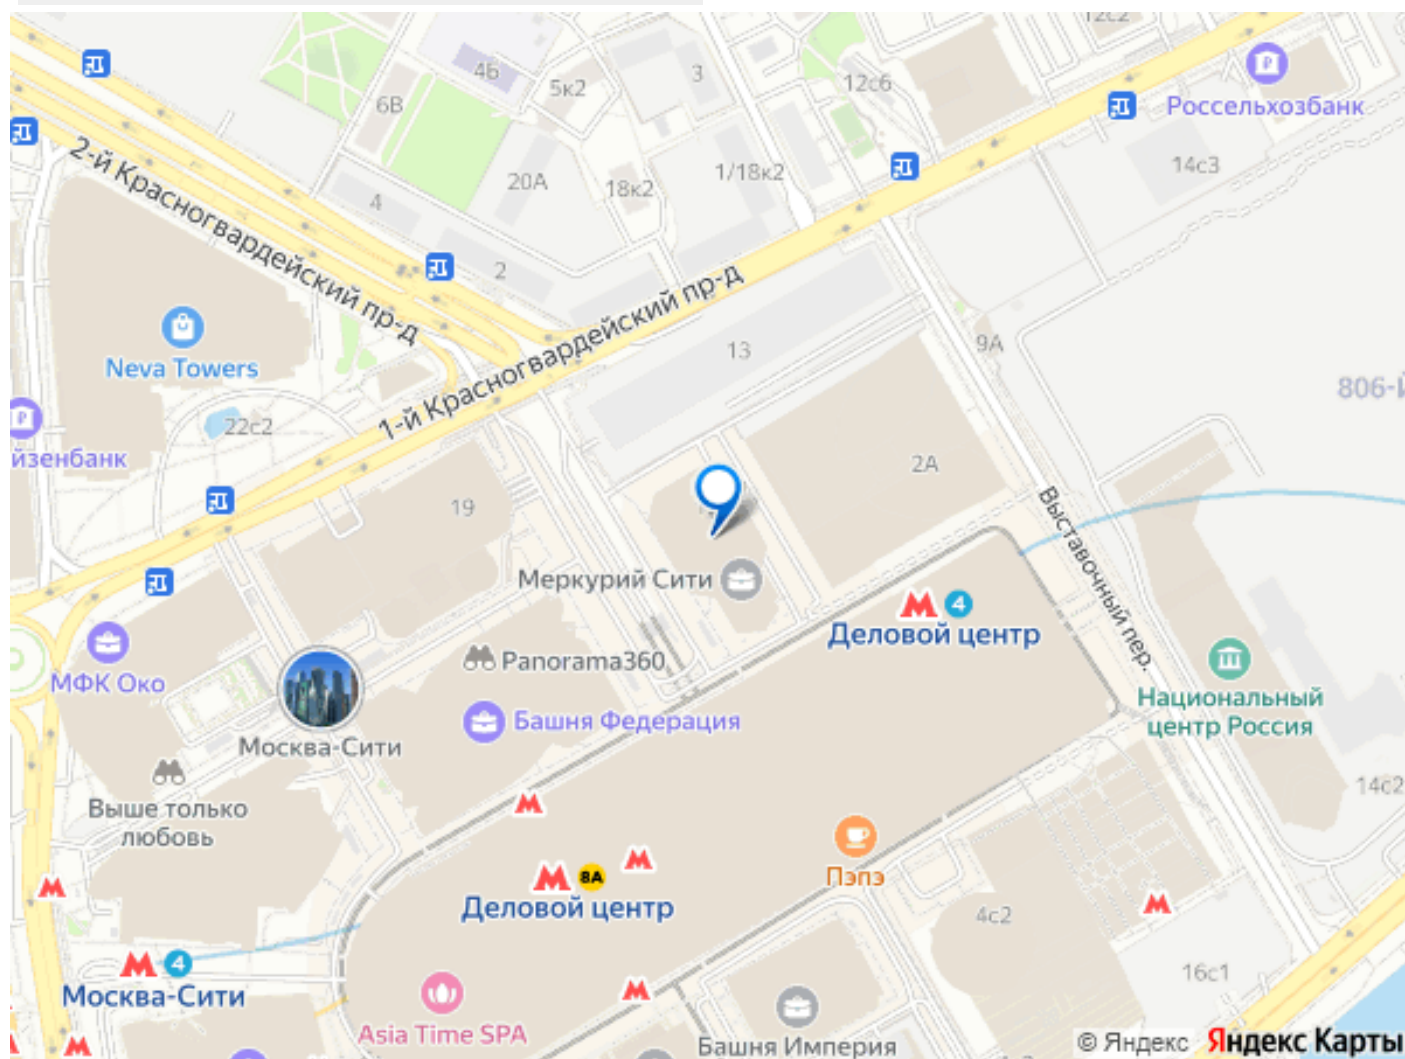 12с2
4Б
3
5к2
12с6
6В
Россельхозбанк
14с3
2-й Красногвардейский пр-д
20А
18к2
1/18к2
4
2
1-й Красногвардейский пр-д
13
9А
Neva Towers
806-Й
22с2
йзенбанк
2А
19
Выставочный пер.
Меркурий Сити
4
Деловой центр
Panorama360
МФК Око
Национальный
центр Россия
Башня Федерация
Москва-Сити
14с2
Выше только
любовь
Пэпэ
8А
Деловой центр
4с2
4
Москва-Сити
16с1
Asia Time SPA
Башня Империя
© Яндекс Яндекс Карты